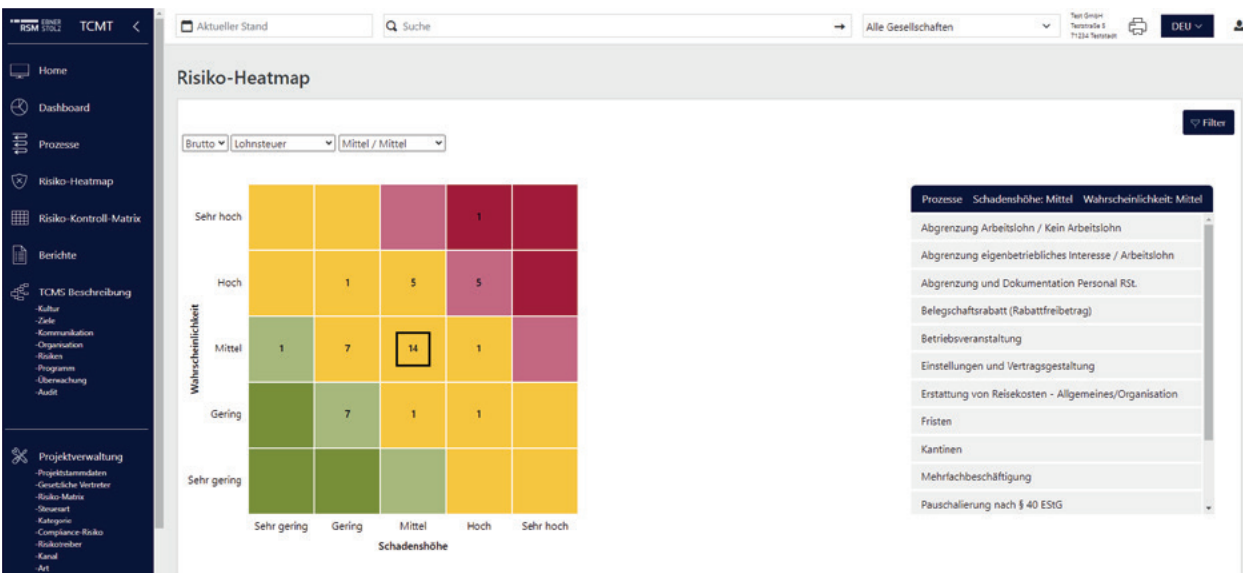 RSM EBNER STOLZ TCMT <
Aktueller Stand
Suche
→
Alle Gesellschaften
Test GmbH
Teststraße 5
71234 Teststadt
DEU
Home
Dashboard
Prozesse
Risiko-Heatmap
Risiko-Kontroll-Matrix
Berichte
TCMS Beschreibung
-Kultur
-Ziele
-Kommunikation
-Organisation
-Risiken
-Programm
-Überwachung
-Audit
Projektverwaltung
-Projektstammdaten
-Gesetzliche Vertreter
-Risiko-Matrix
-Steuerart
-Kategorie
-Compliance-Risiko
-Risikotreiber
-Kanal
-Art
Risiko-Heatmap
Filter
Brutto Lohnsteuer Mittel / Mittel
Wahrscheinlichkeit
Sehr hoch 1
Hoch 1 5 5
Mittel 1 7 14 1
Gering 7 1 1
Sehr gering
Sehr gering Gering Mittel Hoch Sehr hoch
Schadenshöhe
Prozesse Schadenshöhe: Mittel Wahrscheinlichkeit: Mittel
Abgrenzung Arbeitslohn / Kein Arbeitslohn
Abgrenzung eigenbetriebliches Interesse / Arbeitslohn
Abgrenzung und Dokumentation Personal RSt.
Belegschaftsrabatt (Rabattfreibetrag)
Betriebsveranstaltung
Einstellungen und Vertragsgestaltung
Erstattung von Reisekosten - Allgemeines/Organisation
Fristen
Kantinen
Mehrfachbeschäftigung
Pauschalierung nach § 40 EStG